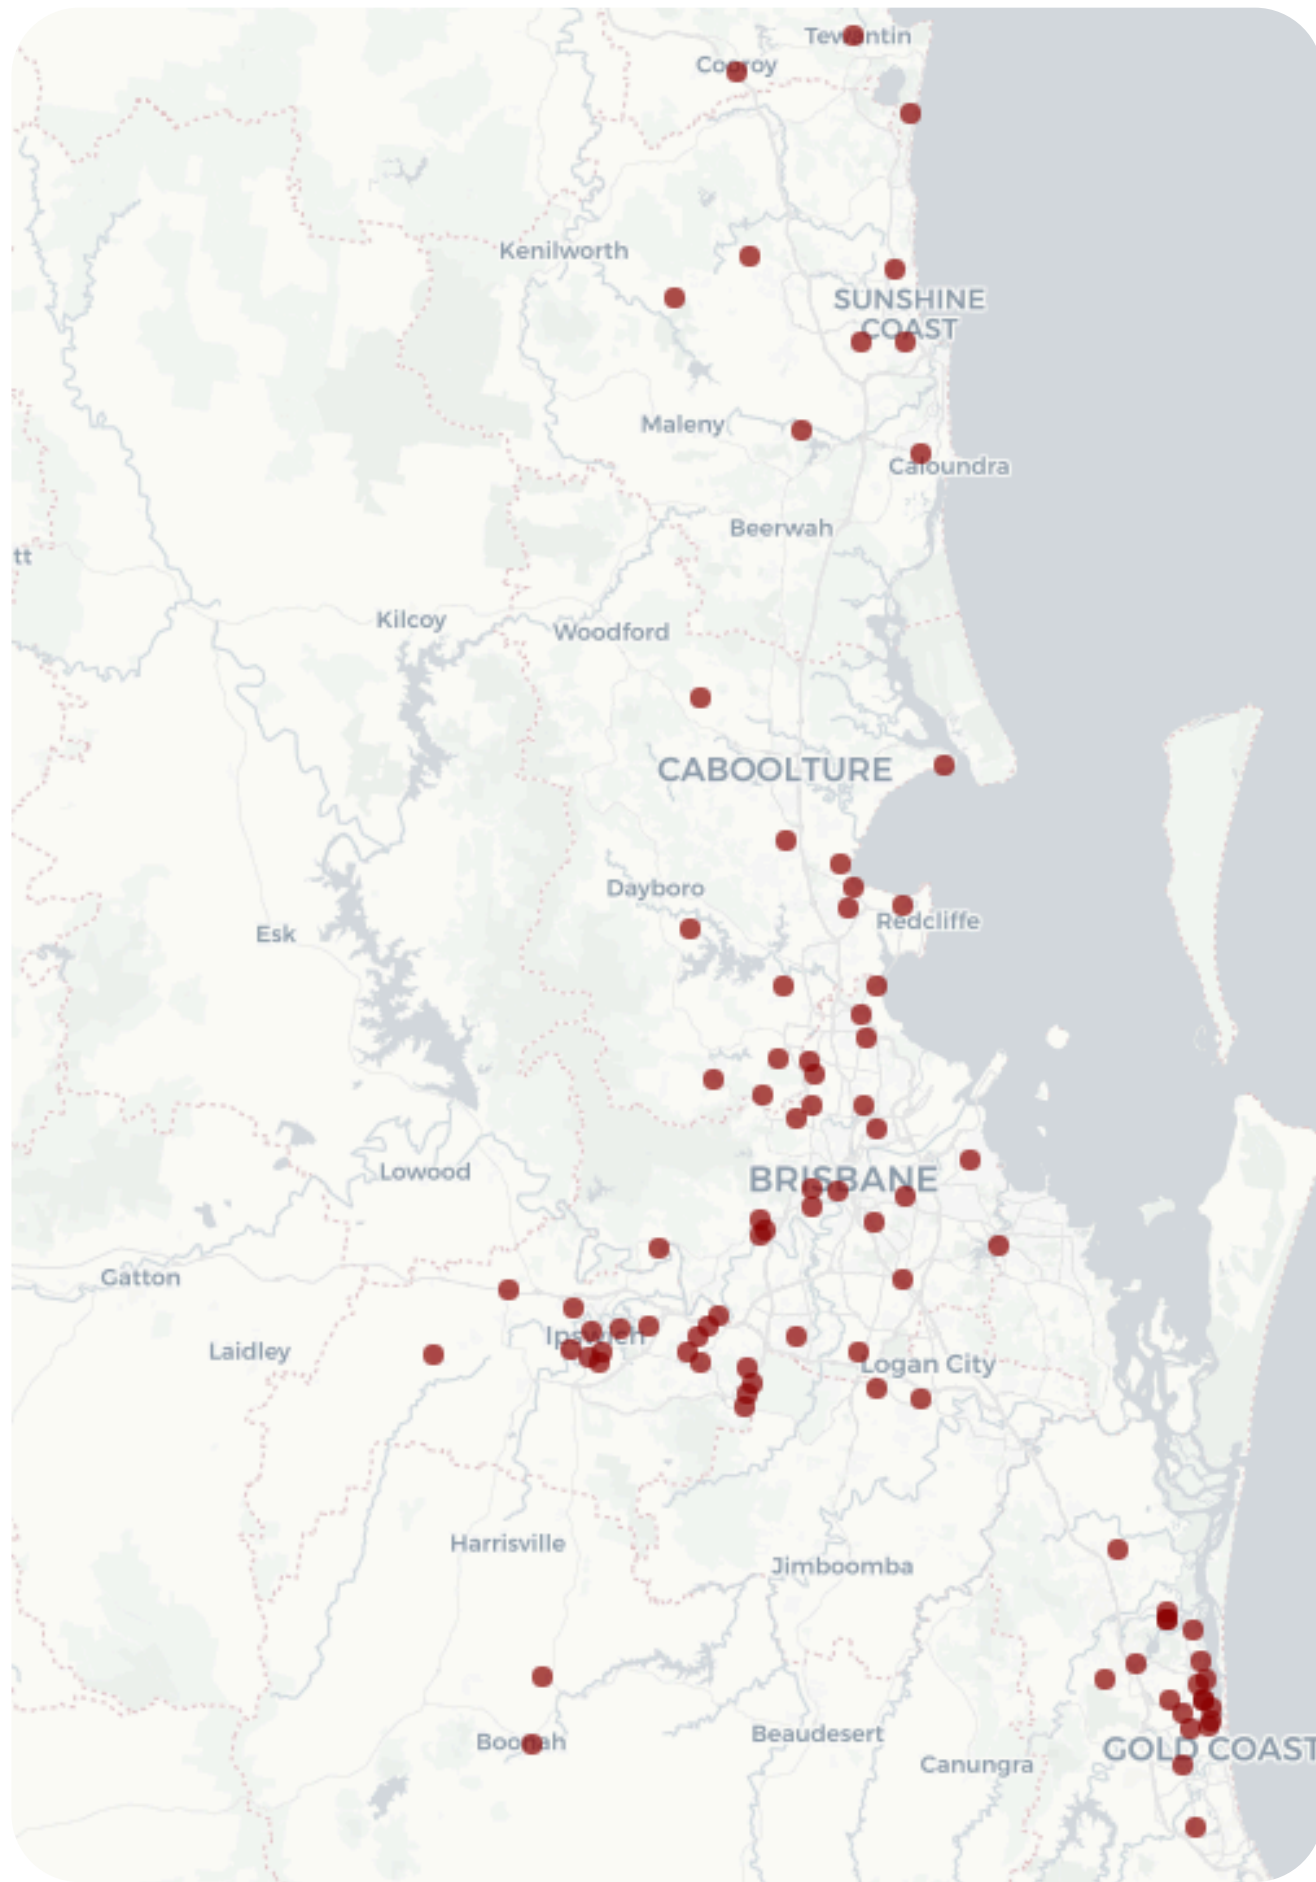 Tewantin
Cooroy
Kenilworth
SUNSHINE
COAST
Maleny
Caloundra
Beerwah
tt
Kilcoy
Woodford
CABOOLTURE
Dayboro
Redcliffe
Esk
BRISBANE
Lowood
Gatton
Ipswich
Laidley
Logan City
Harrisville
Jimboomba
Boonah
Beaudesert
GOLD COAST
Canungra